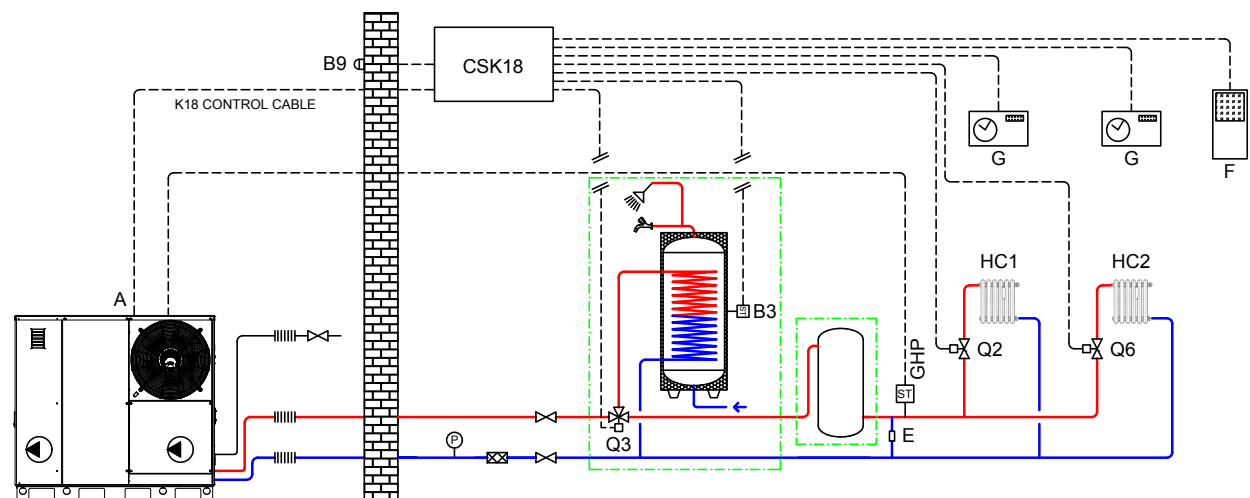 B9
CSK18
K18 CONTROL CABLE
G
G
F
A
HC1
HC2
B3
GHP
Q2
Q6
ST
Q3
E
P